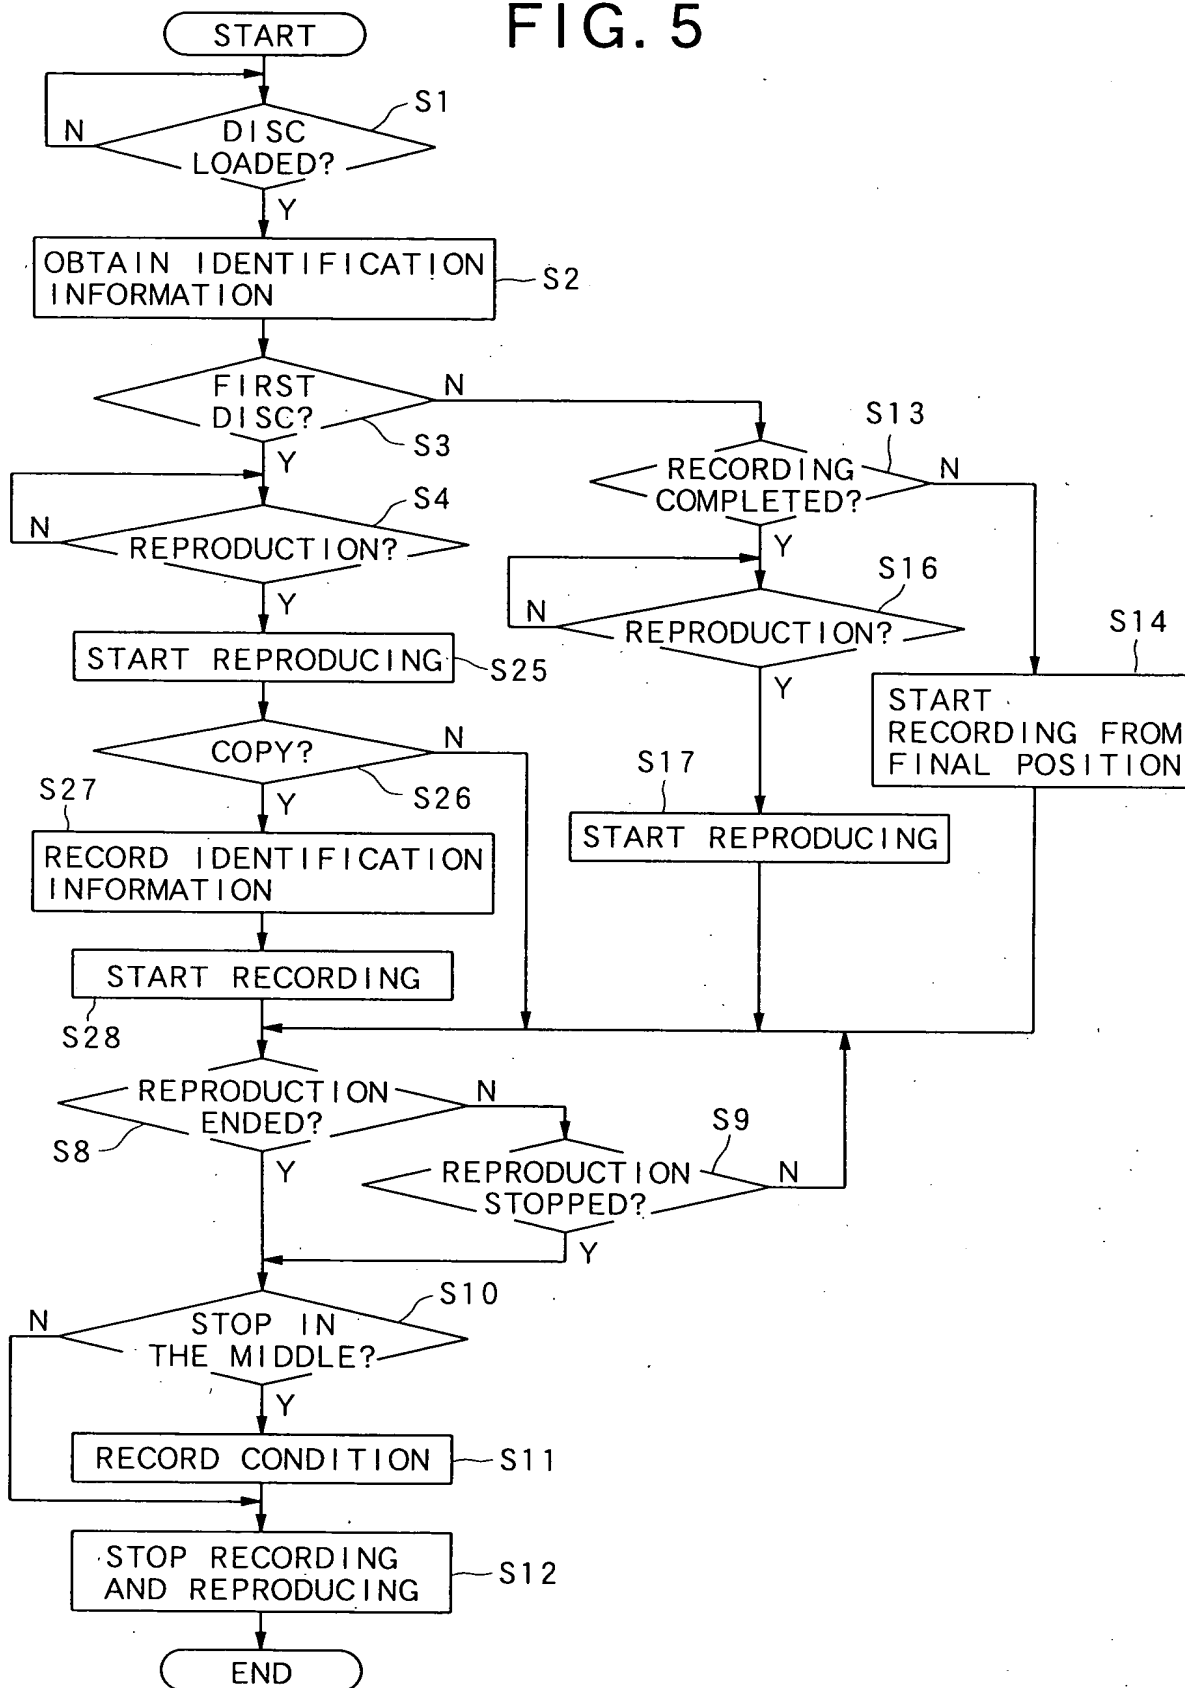 FIG. 5
START
S1
N
DISC
LOADED?
Y
OBTAIN IDENTIFICATION
INFORMATION
S2
FIRST
DISC?
N
S3
Y
S13
RECORDING
COMPLETED?
N
Y
S4
N
REPRODUCTION?
Y
S16
N
REPRODUCTION?
Y
S14
START
RECORDING FROM
FINAL POSITION
START REPRODUCING
S25
COPY?
N
S26
Y
S17
START REPRODUCING
S27
RECORD IDENTIFICATION
INFORMATION
START RECORDING
S28
REPRODUCTION
ENDED?
N
S8
Y
S9
REPRODUCTION
STOPPED?
N
Y
S10
N
STOP IN
THE MIDDLE?
Y
RECORD CONDITION
S11
STOP RECORDING
AND REPRODUCING
S12
END